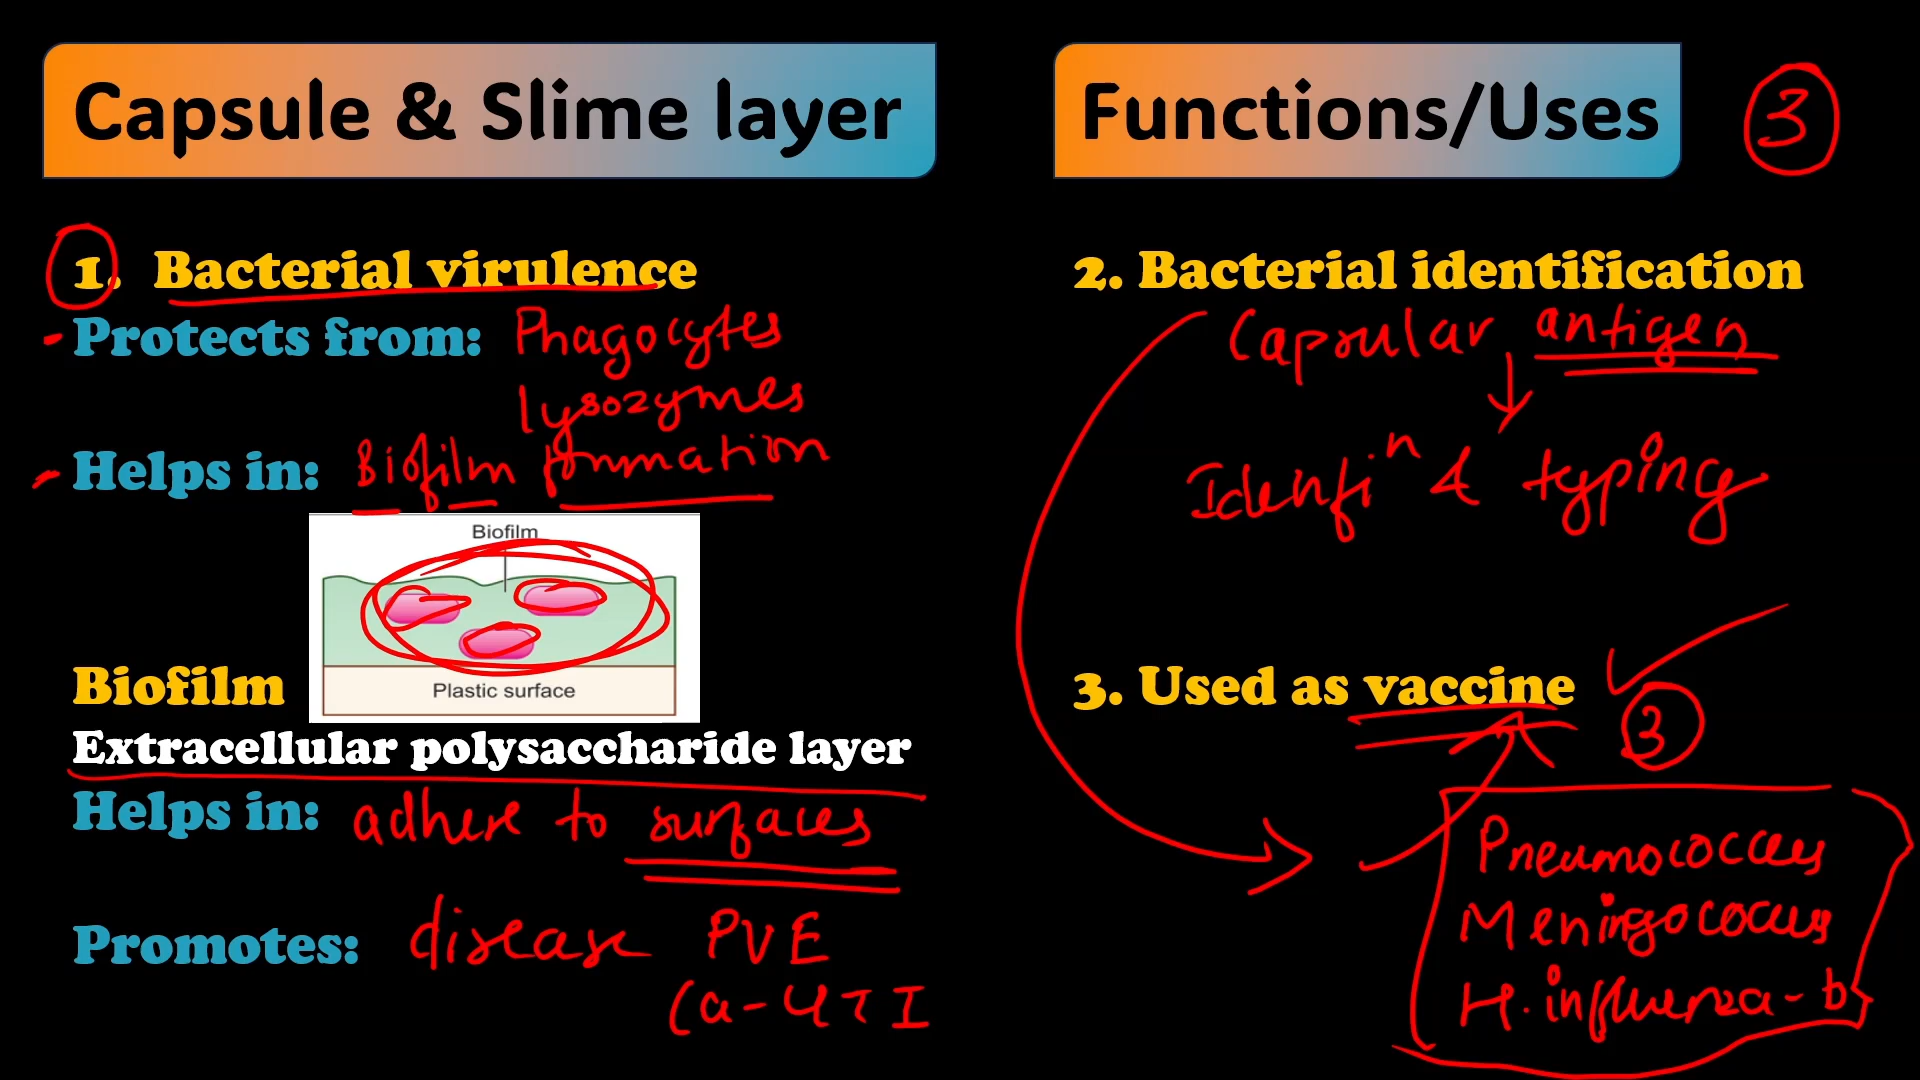 Capsule & Slime layer
Functions/Uses
3
1. Bacterial virulence
Protects from: Phagocytes
lysozymes
Helps in: Biofilm formation
Biofilm
Plastic surface
Biofilm
Extracellular polysaccharide layer
Helps in: adhere to surfaces
Promotes: disease PVE
Ca-UTI
2. Bacterial identification
Capsular antigen
Idenfiⁿ & typing
3. Used as vaccine
3
Pneumococcus
Meningococcus
H. influenza-b